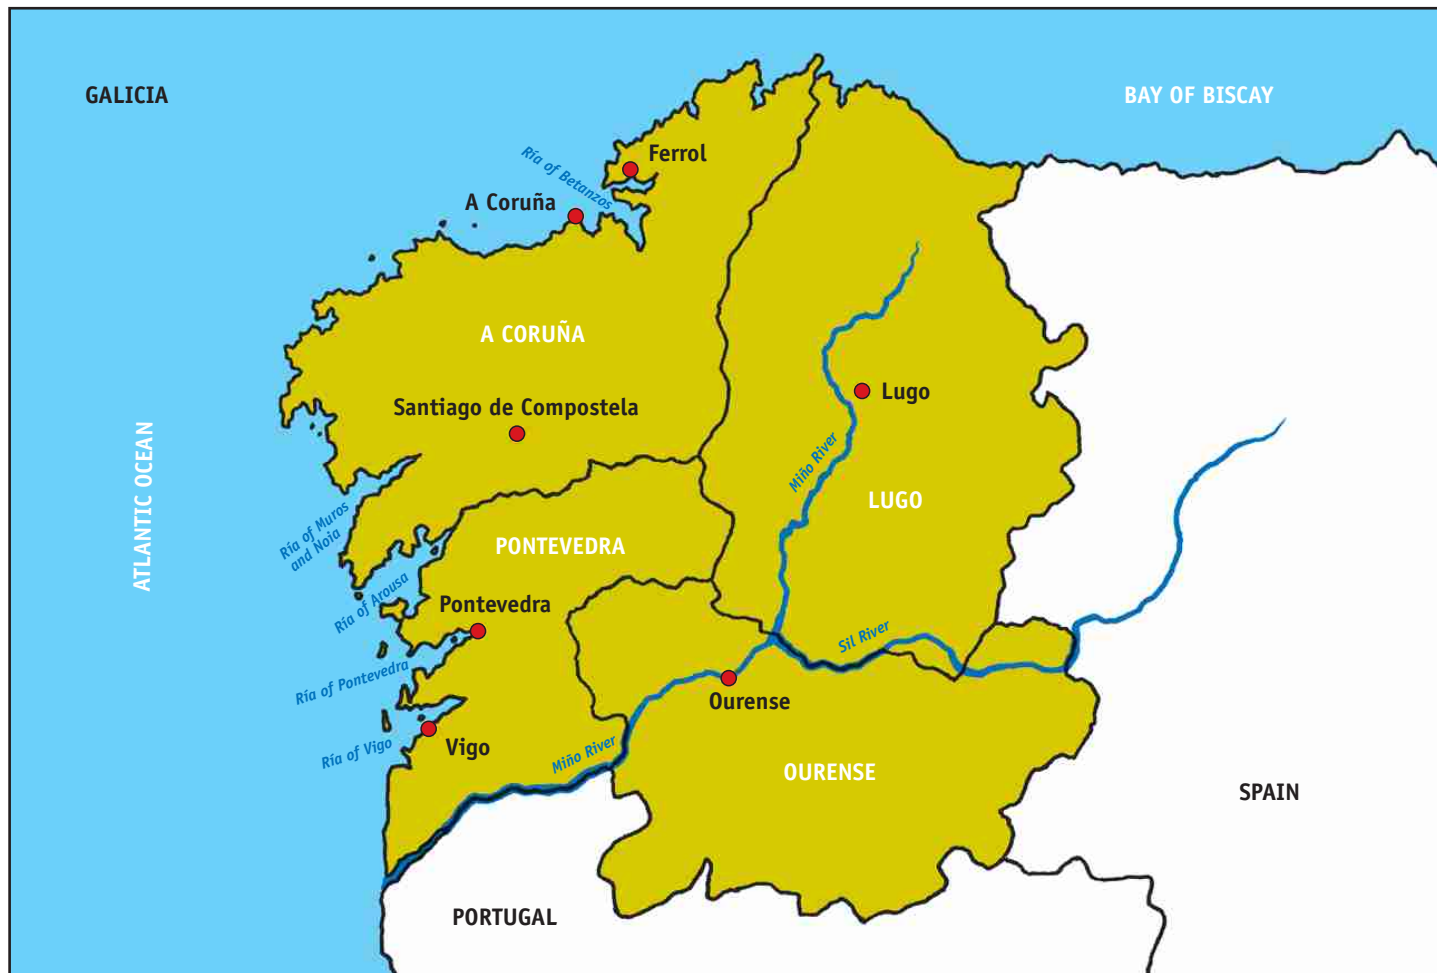 GALICIA
BAY OF BISCAY
Ferrol
Ría of Betanzos
A Coruña
A CORUÑA
Lugo
Santiago de Compostela
Miño River
ATLANTIC OCEAN
LUGO
Ría of Muros
and Noia
PONTEVEDRA
Ría of Arousa
Pontevedra
Sil River
Ría of Pontevedra
Ourense
Vigo
Ría of Vigo
Miño River
OURENSE
SPAIN
PORTUGAL